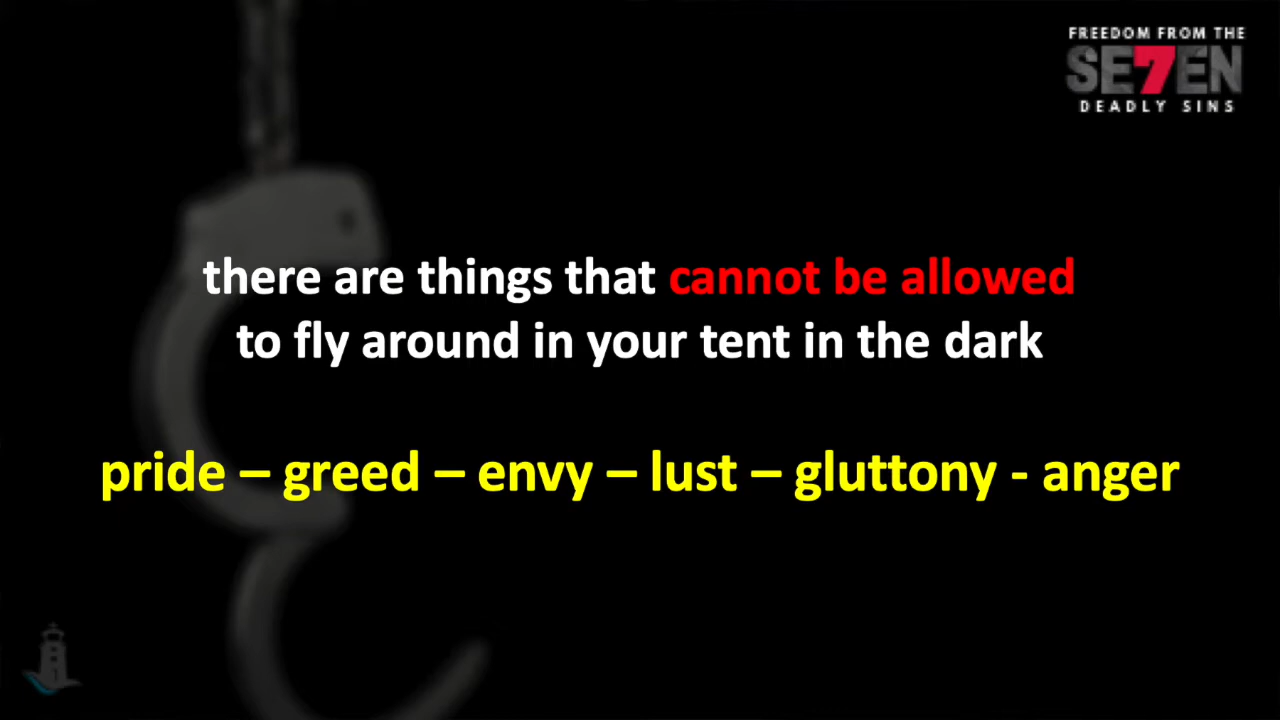 FREEDOM FROM THE
SE7EN
DEADLY SINS
there are things that cannot be allowed
to fly around in your tent in the dark
pride – greed – envy – lust – gluttony - anger